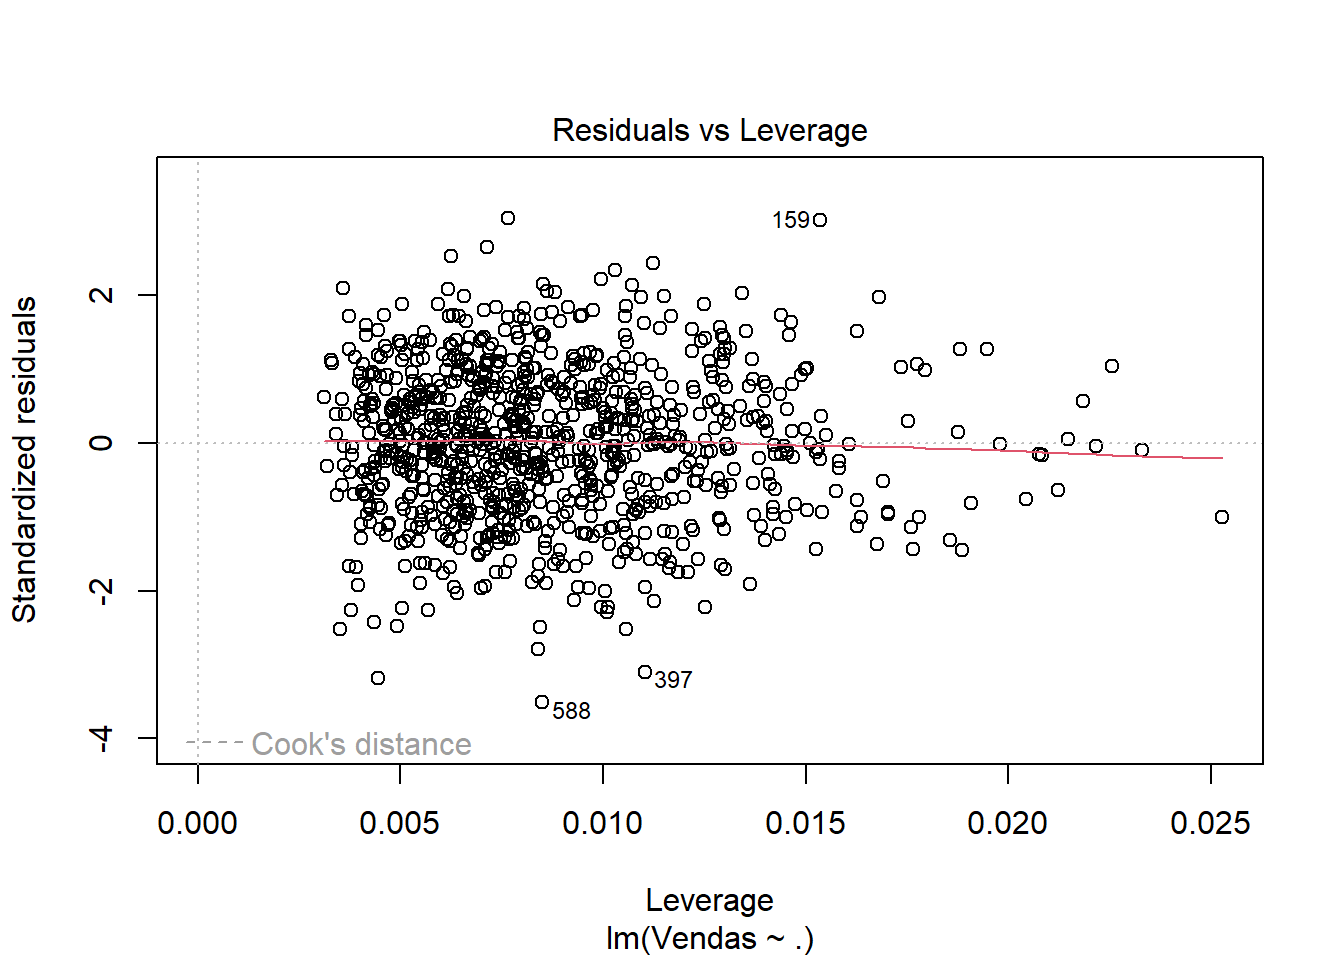 Residuals vs Leverage
Standardized residuals
2
0
-2
-4
159
397
588
Cook's distance
0.000 0.005 0.010 0.015 0.020 0.025
Leverage
lm(Vendas ~ .)